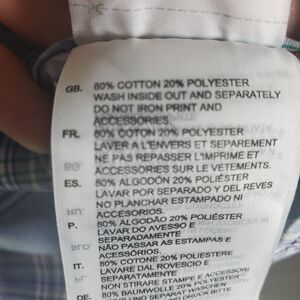 GB. 80% COTTON 20% POLYESTER
WASH INSIDE OUT AND SEPARATELY
DO NOT IRON PRINT AND
ACCESSORIES.
FR. 80% COTON 20% POLYESTER
LAVER A L'ENVERS ET SEPAREMENT
NE PAS REPASSER L'IMPRIME ET
ACCESSOIRES SUR LE VETEMENTS.
ES. 80% ALGODÓN 20% POLIÉSTER
LAVAR POR SEPARADO Y DEL REVES
NO PLANCHAR ESTAMPADO NI
ACCESORIOS.
P. 80% ALGODÃO 20% POLIÉSTER
LAVAR DO AVESSO E
SEPARADAMENTE
NÃO PASSAR AS ESTAMPAS E
ACESSÓRIOS.
IT. 80% COTONE 20% POLIESTERE
LAVARE DAL ROVESCIO E
SEPARATAMENTE
NON STIRARE STAMPE E ACCESSORI
DE. 80% BAUMWOLLE 20% POLYESTER
UND SEPARAT WASCHEN